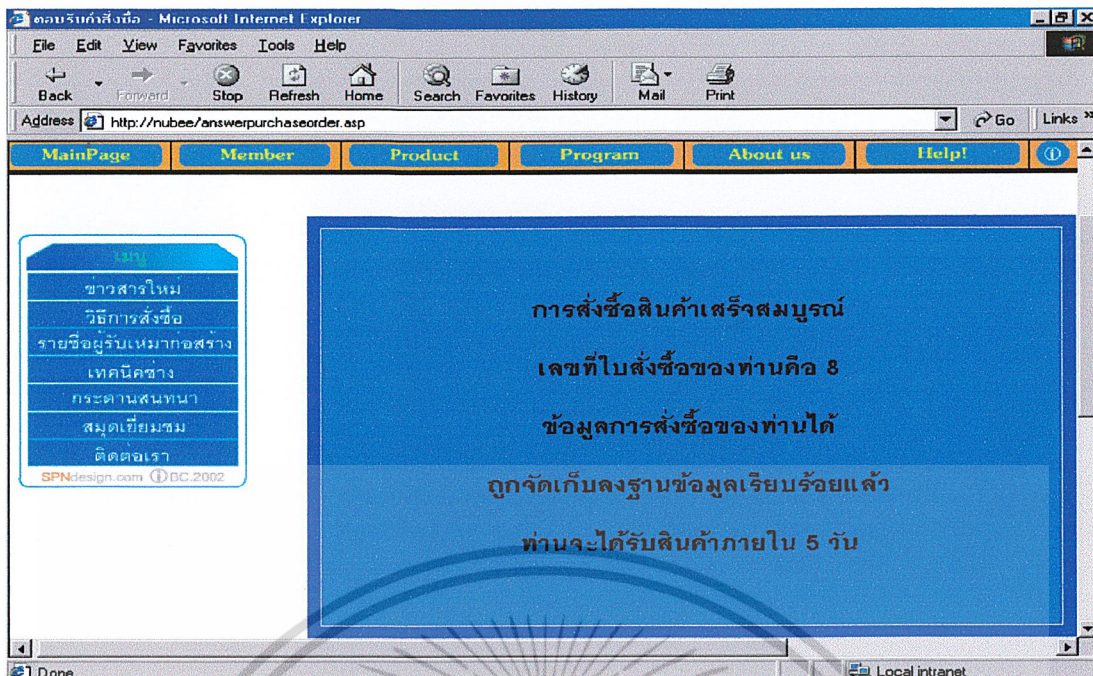 ตอบรับคำสั่งซื้อ - Microsoft Internet Explorer
File Edit View Favorites Tools Help
Back Forward Stop Refresh Home Search Favorites History Mail Print
Address http://nubee/answerpurchaseorder.asp Go Links »
MainPage Member Product Program About us Help!
เมนู
ข่าวสารใหม่
วิธีการสั่งซื้อ
รายชื่อผู้รับเหมาก่อสร้าง
เทคนิคช่าง
กระดานสนทนา
สมุดเยี่ยมชม
ติดต่อเรา
SPNdesign.com BC.2002
การสั่งซื้อสินค้าเสร็จสมบูรณ์
เลขที่ใบสั่งซื้อของท่านคือ 8
ข้อมูลการสั่งซื้อของท่านได้
ถูกจัดเก็บลงฐานข้อมูลเรียบร้อยแล้ว
ท่านจะได้รับสินค้าภายใน 5 วัน
Done Local intranet